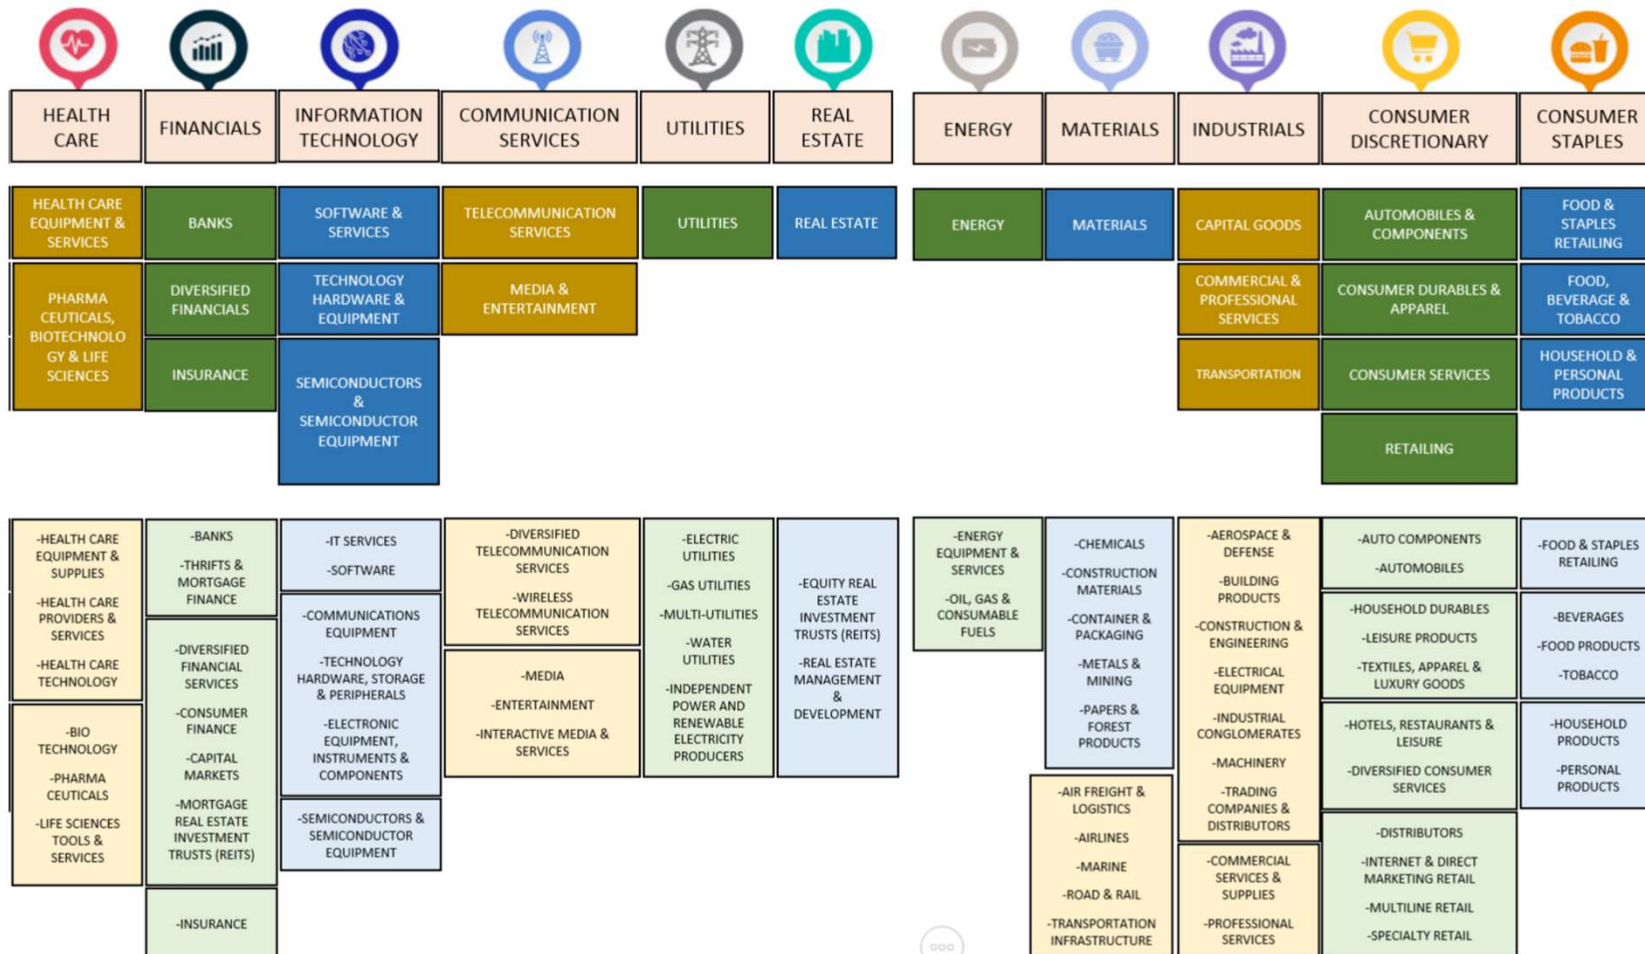 HEALTH
CARE
FINANCIALS
INFORMATION
TECHNOLOGY
COMMUNICATION
SERVICES
UTILITIES
REAL
ESTATE
ENERGY
MATERIALS
INDUSTRIALS
CONSUMER
DISCRETIONARY
CONSUMER
STAPLES
HEALTH CARE
EQUIPMENT &
SERVICES
BANKS
SOFTWARE &
SERVICES
TELECOMMUNICATION
SERVICES
UTILITIES
REAL ESTATE
ENERGY
MATERIALS
CAPITAL GOODS
AUTOMOBILES &
COMPONENTS
FOOD &
STAPLES
RETAILING
PHARMA
CEUTICALS,
BIOTECHNOLO
GY & LIFE
SCIENCES
DIVERSIFIED
FINANCIALS
TECHNOLOGY
HARDWARE &
EQUIPMENT
MEDIA &
ENTERTAINMENT
COMMERCIAL &
PROFESSIONAL
SERVICES
CONSUMER DURABLES &
APPAREL
FOOD,
BEVERAGE &
TOBACCO
INSURANCE
SEMICONDUCTORS
&
SEMICONDUCTOR
EQUIPMENT
TRANSPORTATION
CONSUMER SERVICES
HOUSEHOLD &
PERSONAL
PRODUCTS
RETAILING
-HEALTH CARE
EQUIPMENT &
SUPPLIES
-HEALTH CARE
PROVIDERS &
SERVICES
-HEALTH CARE
TECHNOLOGY
-BIO
TECHNOLOGY
-PHARMA
CEUTICALS
-LIFE SCIENCES
TOOLS &
SERVICES
-BANKS
-THRIFTS &
MORTGAGE
FINANCE
-DIVERSIFIED
FINANCIAL
SERVICES
-CONSUMER
FINANCE
-CAPITAL
MARKETS
-MORTGAGE
REAL ESTATE
INVESTMENT
TRUSTS (REITS)
-INSURANCE
-IT SERVICES
-SOFTWARE
-COMMUNICATIONS
EQUIPMENT
-TECHNOLOGY
HARDWARE, STORAGE
& PERIPHERALS
-ELECTRONIC
EQUIPMENT,
INSTRUMENTS &
COMPONENTS
-SEMICONDUCTORS &
SEMICONDUCTOR
EQUIPMENT
-DIVERSIFIED
TELECOMMUNICATION
SERVICES
-WIRELESS
TELECOMMUNICATION
SERVICES
-MEDIA
-ENTERTAINMENT
-INTERACTIVE MEDIA &
SERVICES
-ELECTRIC
UTILITIES
-GAS UTILITIES
-MULTI-UTILITIES
-WATER
UTILITIES
-INDEPENDENT
POWER AND
RENEWABLE
ELECTRICITY
PRODUCERS
-EQUITY REAL
ESTATE
INVESTMENT
TRUSTS (REITS)
-REAL ESTATE
MANAGEMENT
&
DEVELOPMENT
-ENERGY
EQUIPMENT &
SERVICES
-OIL, GAS &
CONSUMABLE
FUELS
-CHEMICALS
-CONSTRUCTION
MATERIALS
-CONTAINER &
PACKAGING
-METALS &
MINING
-PAPERS &
FOREST
PRODUCTS
-AIR FREIGHT &
LOGISTICS
-AIRLINES
-MARINE
-ROAD & RAIL
-TRANSPORTATION
INFRASTRUCTURE
-AEROSPACE &
DEFENSE
-BUILDING
PRODUCTS
-CONSTRUCTION &
ENGINEERING
-ELECTRICAL
EQUIPMENT
-INDUSTRIAL
CONGLOMERATES
-MACHINERY
-TRADING
COMPANIES &
DISTRIBUTORS
-COMMERCIAL
SERVICES &
SUPPLIES
-PROFESSIONAL
SERVICES
-AUTO COMPONENTS
-AUTOMOBILES
-HOUSEHOLD DURABLES
-LEISURE PRODUCTS
-TEXTILES, APPAREL &
LUXURY GOODS
-HOTELS, RESTAURANTS &
LEISURE
-DIVERSIFIED CONSUMER
SERVICES
-DISTRIBUTORS
-INTERNET & DIRECT
MARKETING RETAIL
-MULTILINE RETAIL
-SPECIALTY RETAIL
-FOOD & STAPLES
RETAILING
-BEVERAGES
-FOOD PRODUCTS
-TOBACCO
-HOUSEHOLD
PRODUCTS
-PERSONAL
PRODUCTS